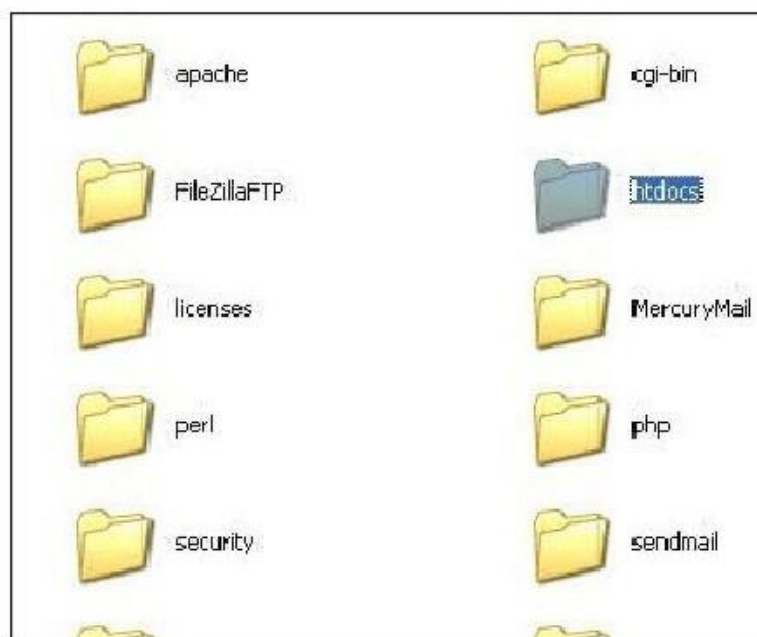 apache
cgi-bin
FileZillaFTP
htdocs
licenses
MercuryMail
perl
php
security
sendmail